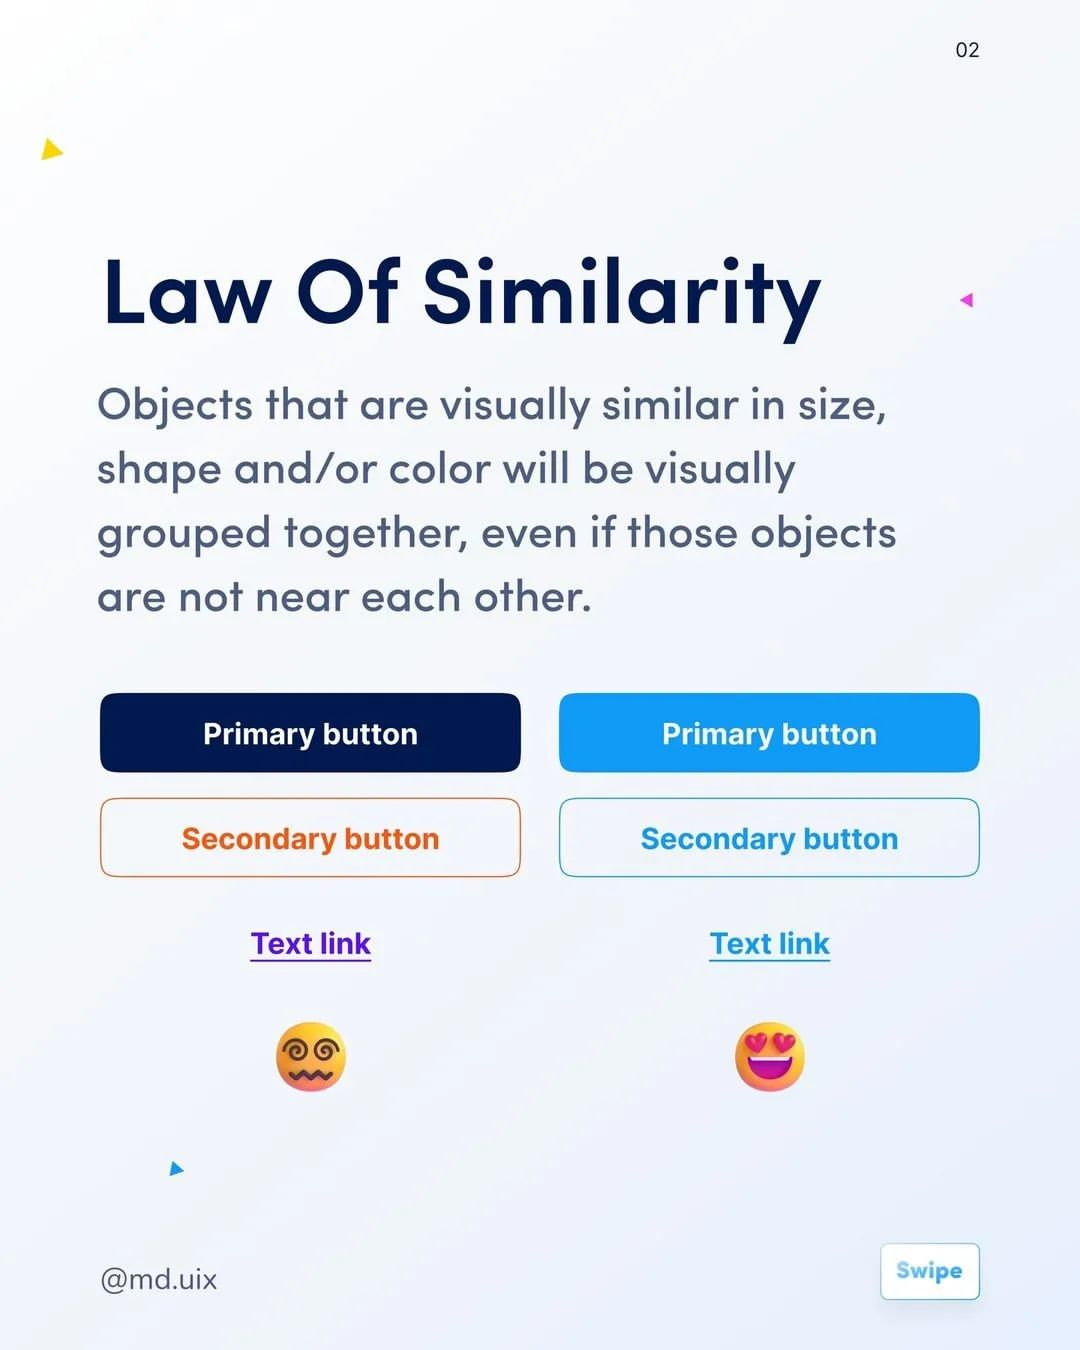 02
Law Of Similarity
Objects that are visually similar in size,
shape and/or color will be visually
grouped together, even if those objects
are not near each other.
Primary button
Primary button
Secondary button
Secondary button
Text link
Text link
@md.uix
Swipe